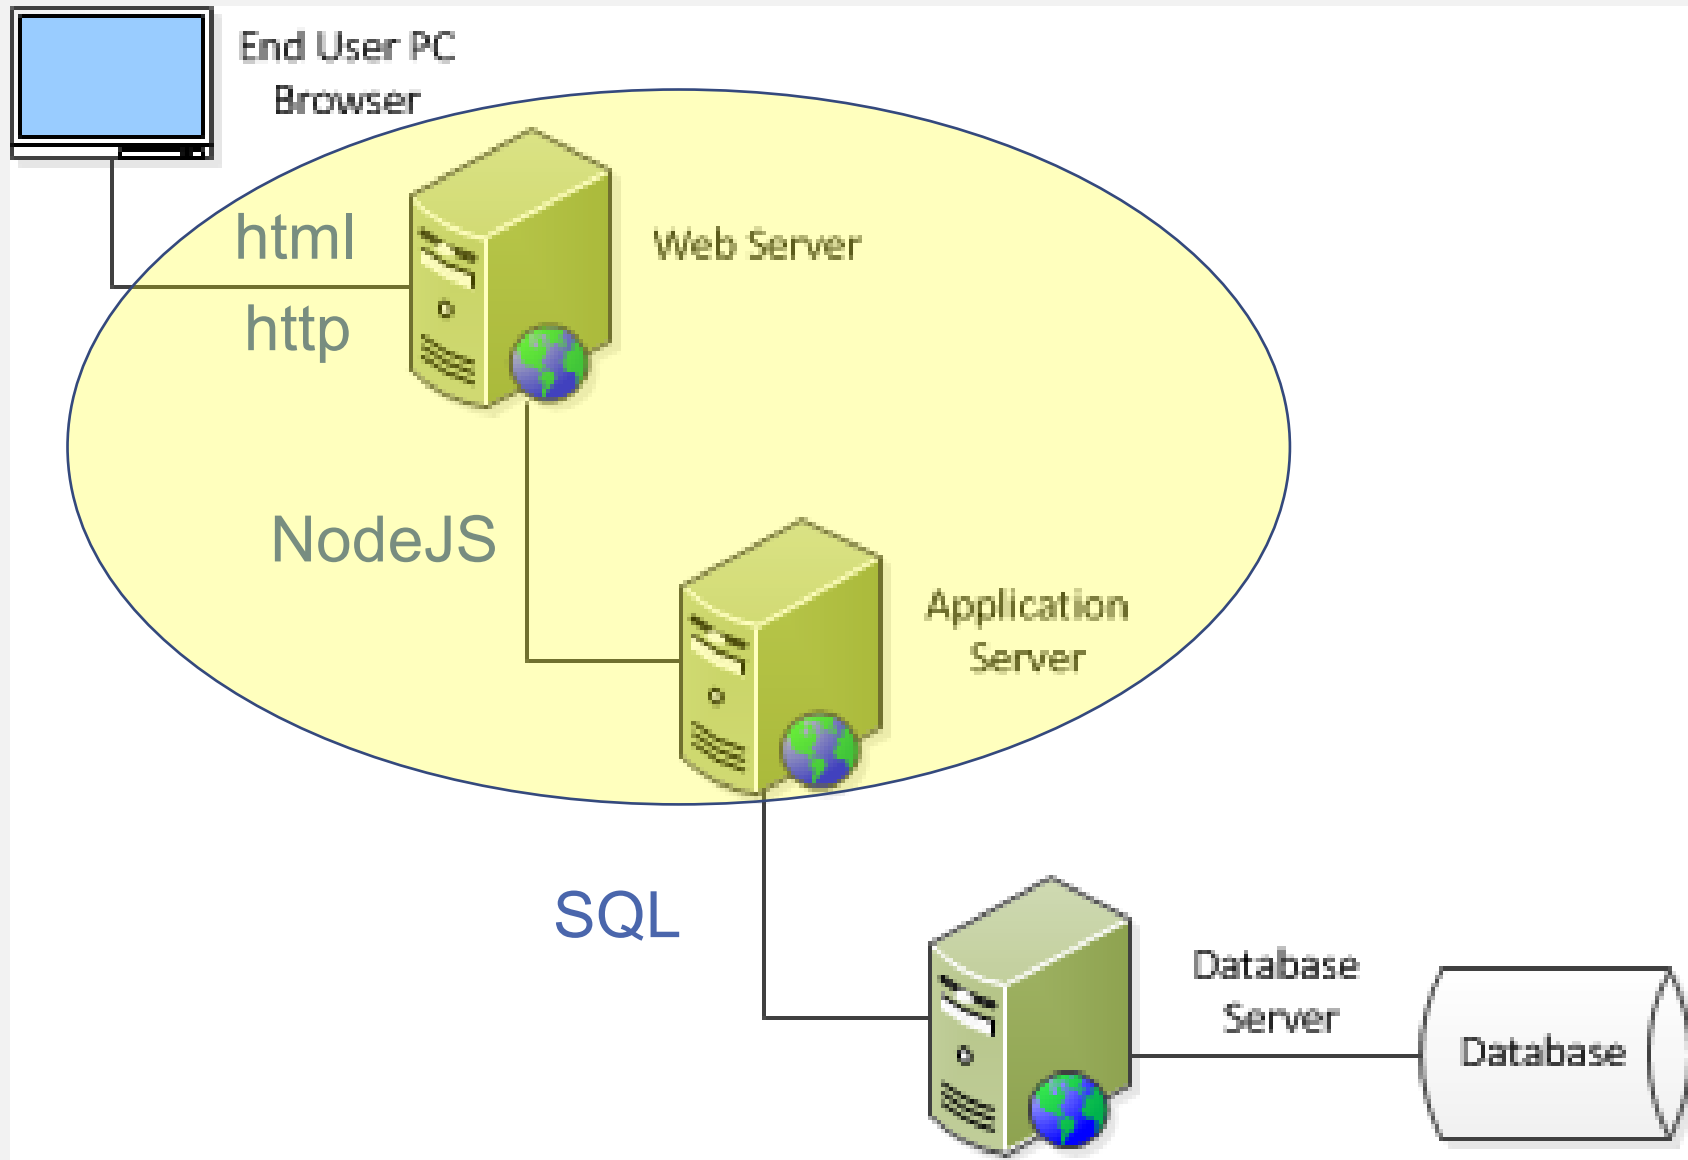 End User PC
Browser
html
http
Web Server
NodeJS
Application
Server
SQL
Database
Server
Database